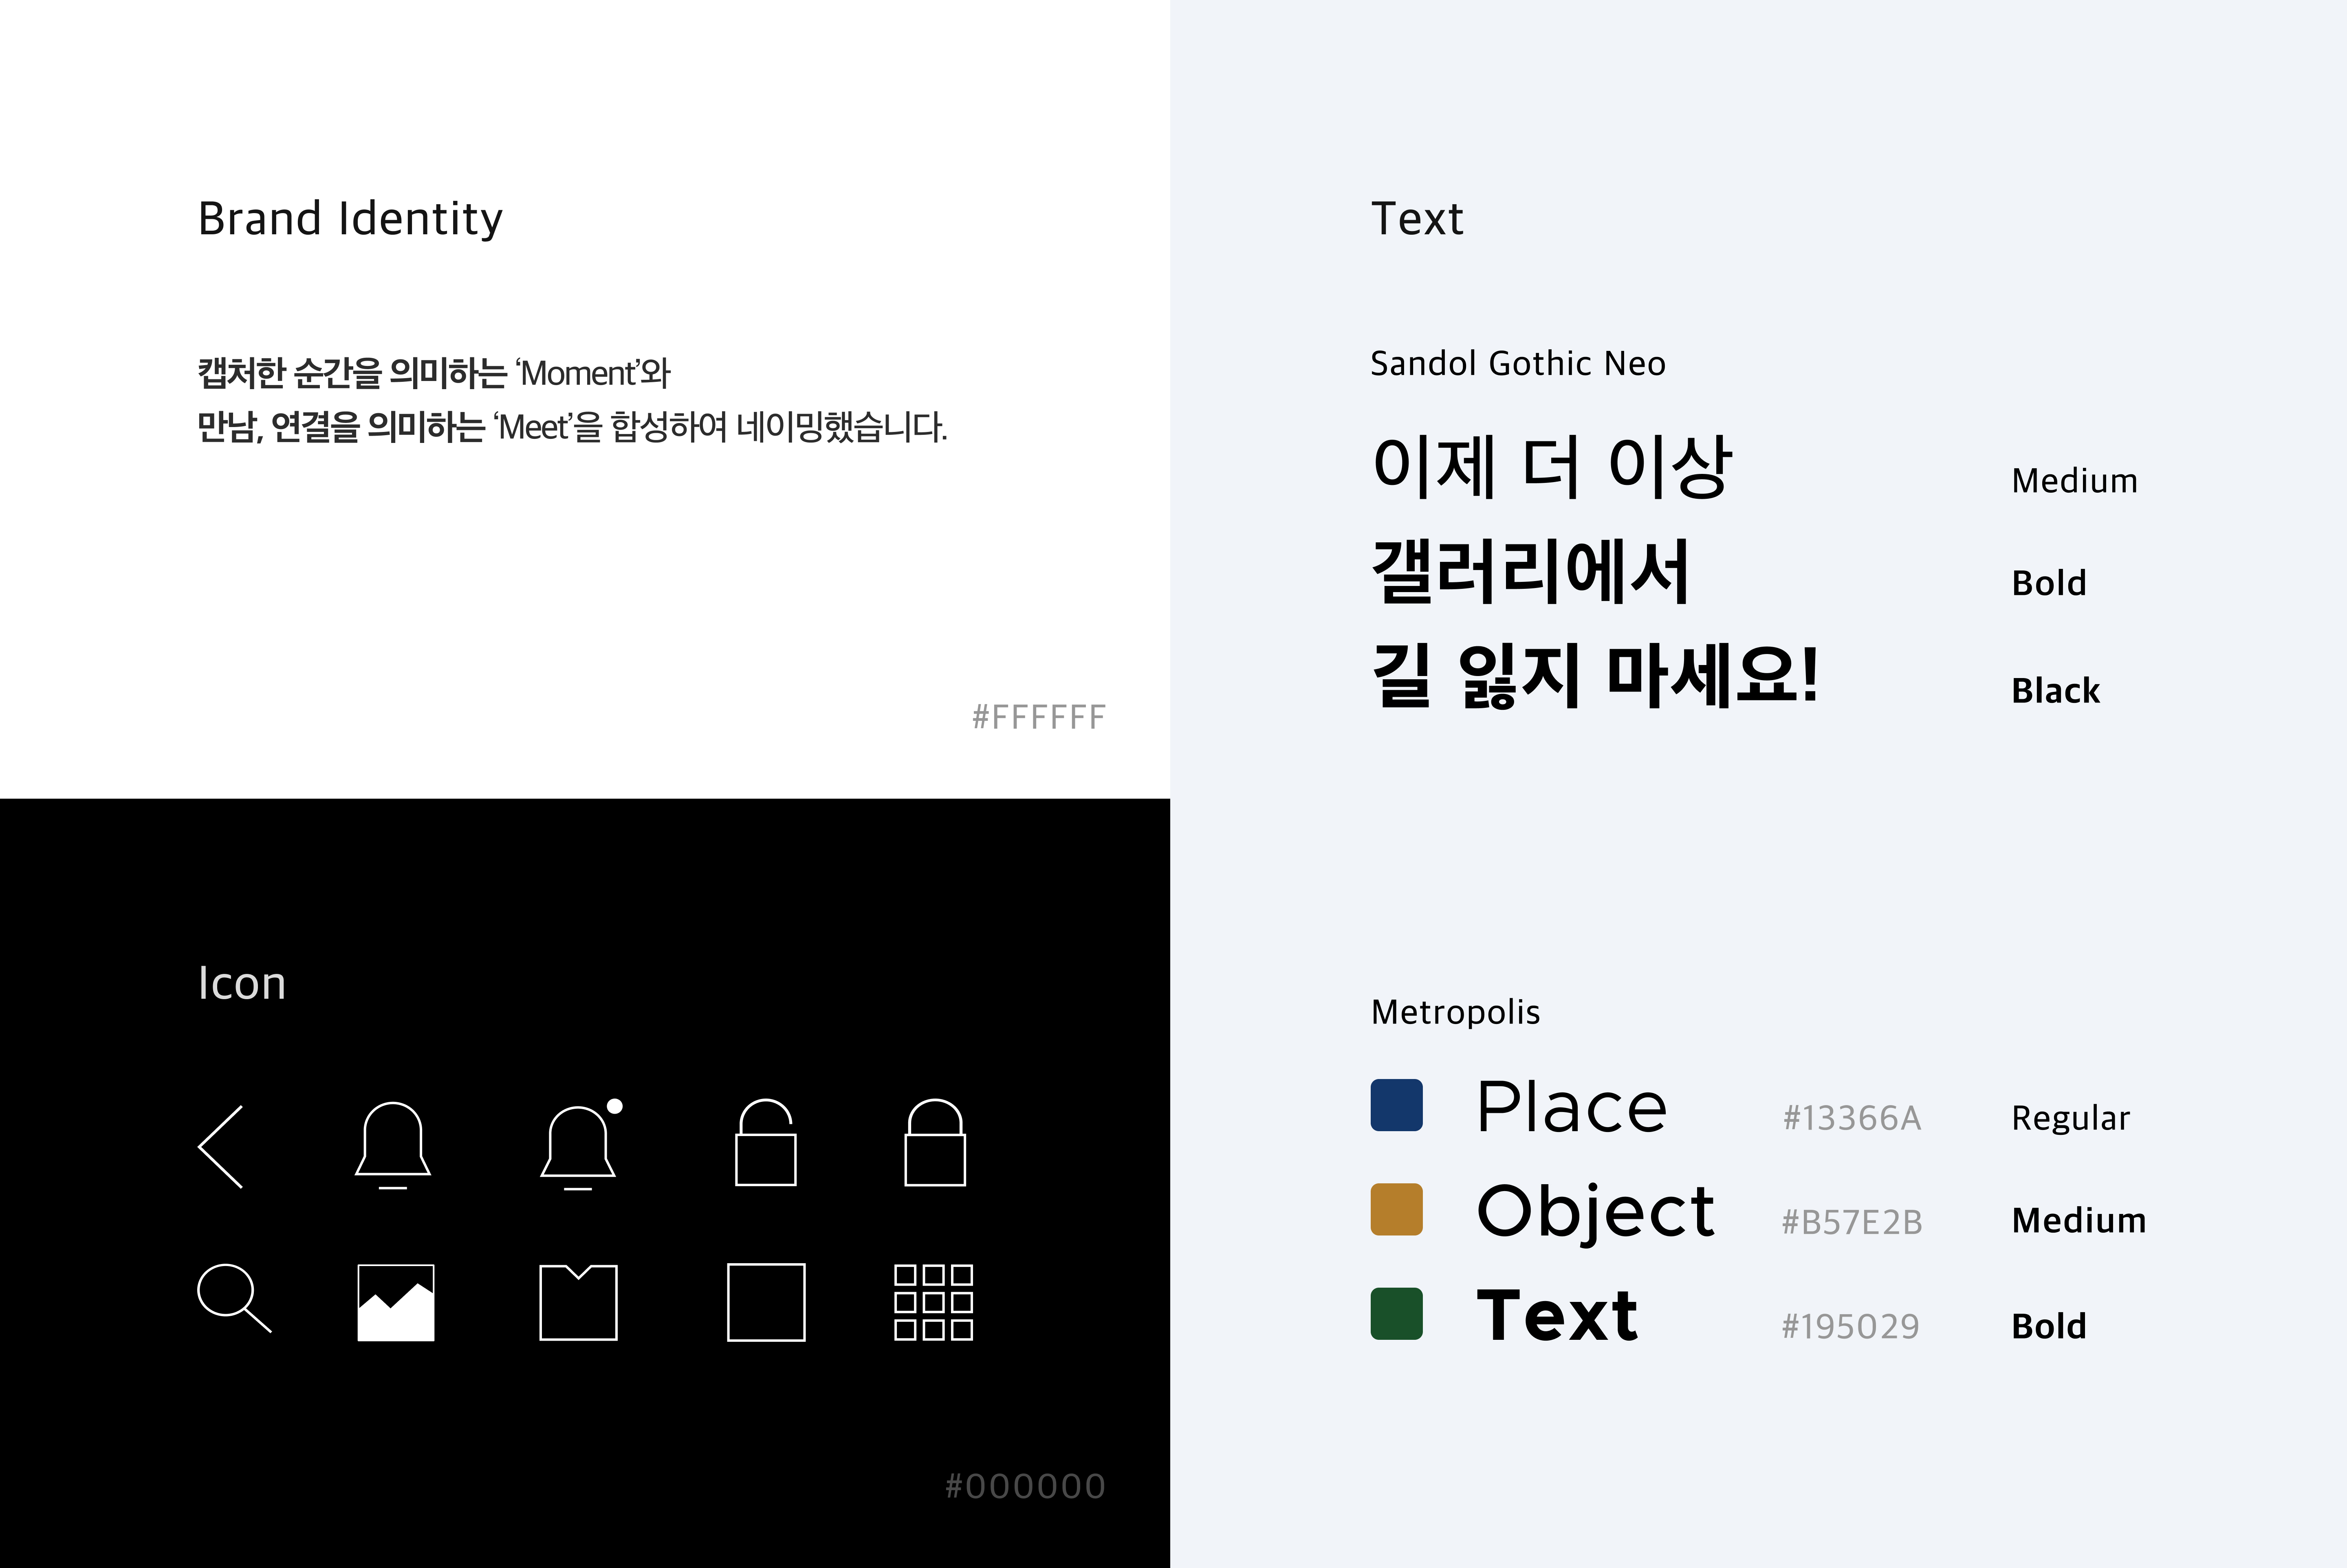 Brand Identity
캡처한 순간을 의미하는 ‘Moment’와
만남, 연결을 의미하는 ‘Meet’을 합성하여 네이밍했습니다.
#FFFFFF
Icon
#000000
Text
Sandol Gothic Neo
이제 더 이상 Medium
갤러리에서 Bold
길 잃지 마세요! Black
Metropolis
Place #13366A Regular
Object #B57E2B Medium
Text #195029 Bold